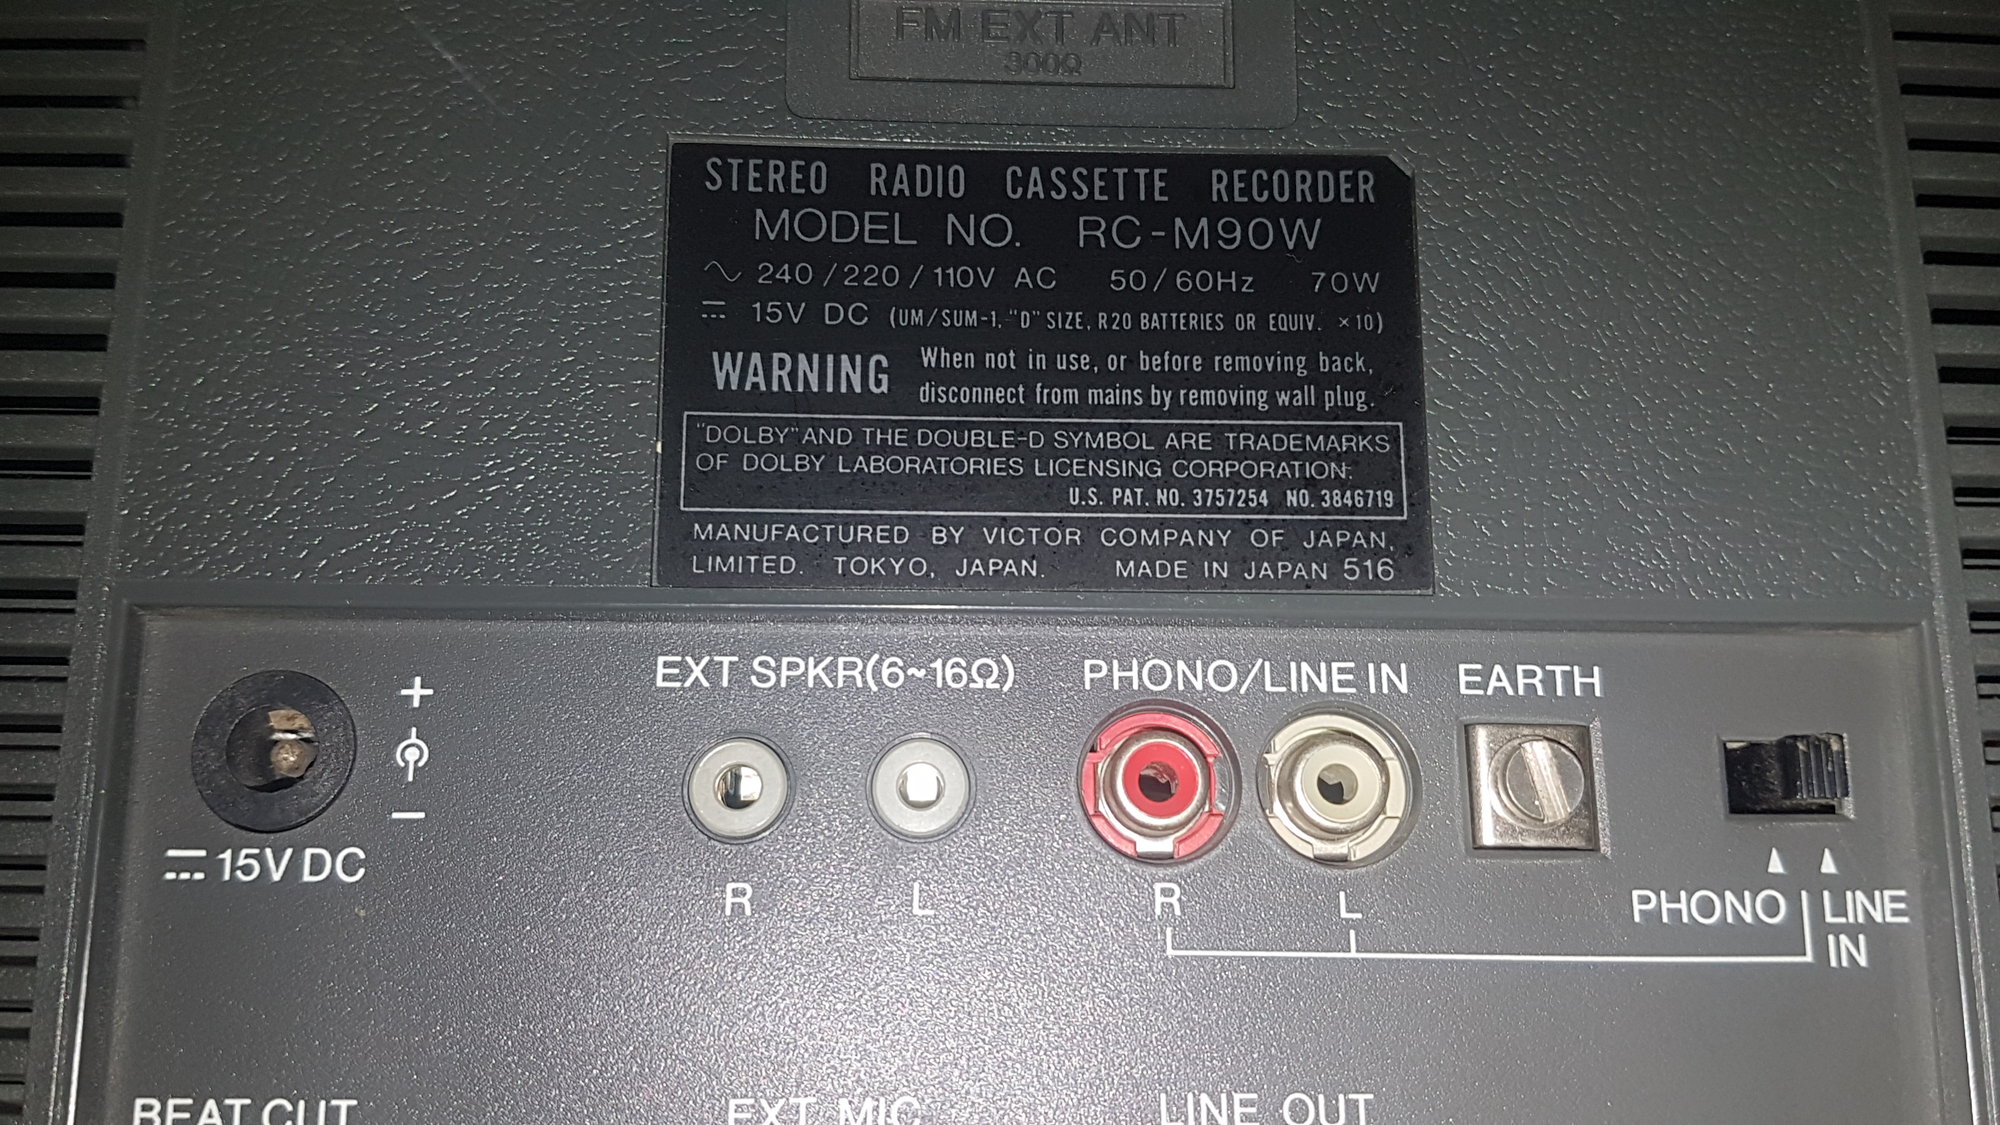 FM EXT ANT
300Ω
STEREO RADIO CASSETTE RECORDER
MODEL NO. RC-M90W
∿ 240/220/110V AC 50/60Hz 70W
⎓ 15V DC (UM/SUM-1, "D" SIZE, R20 BATTERIES OR EQUIV. ×10)
WARNING When not in use, or before removing back,
disconnect from mains by removing wall plug.
"DOLBY" AND THE DOUBLE-D SYMBOL ARE TRADEMARKS
OF DOLBY LABORATORIES LICENSING CORPORATION.
U.S. PAT. NO. 3757254 NO. 3846719
MANUFACTURED BY VICTOR COMPANY OF JAPAN,
LIMITED. TOKYO, JAPAN. MADE IN JAPAN 516
EXT SPKR(6~16Ω) PHONO/LINE IN EARTH
+
−
⎓ 15V DC
R L R L
PHONO LINE
IN
BEAT CUT EXT MIC LINE OUT